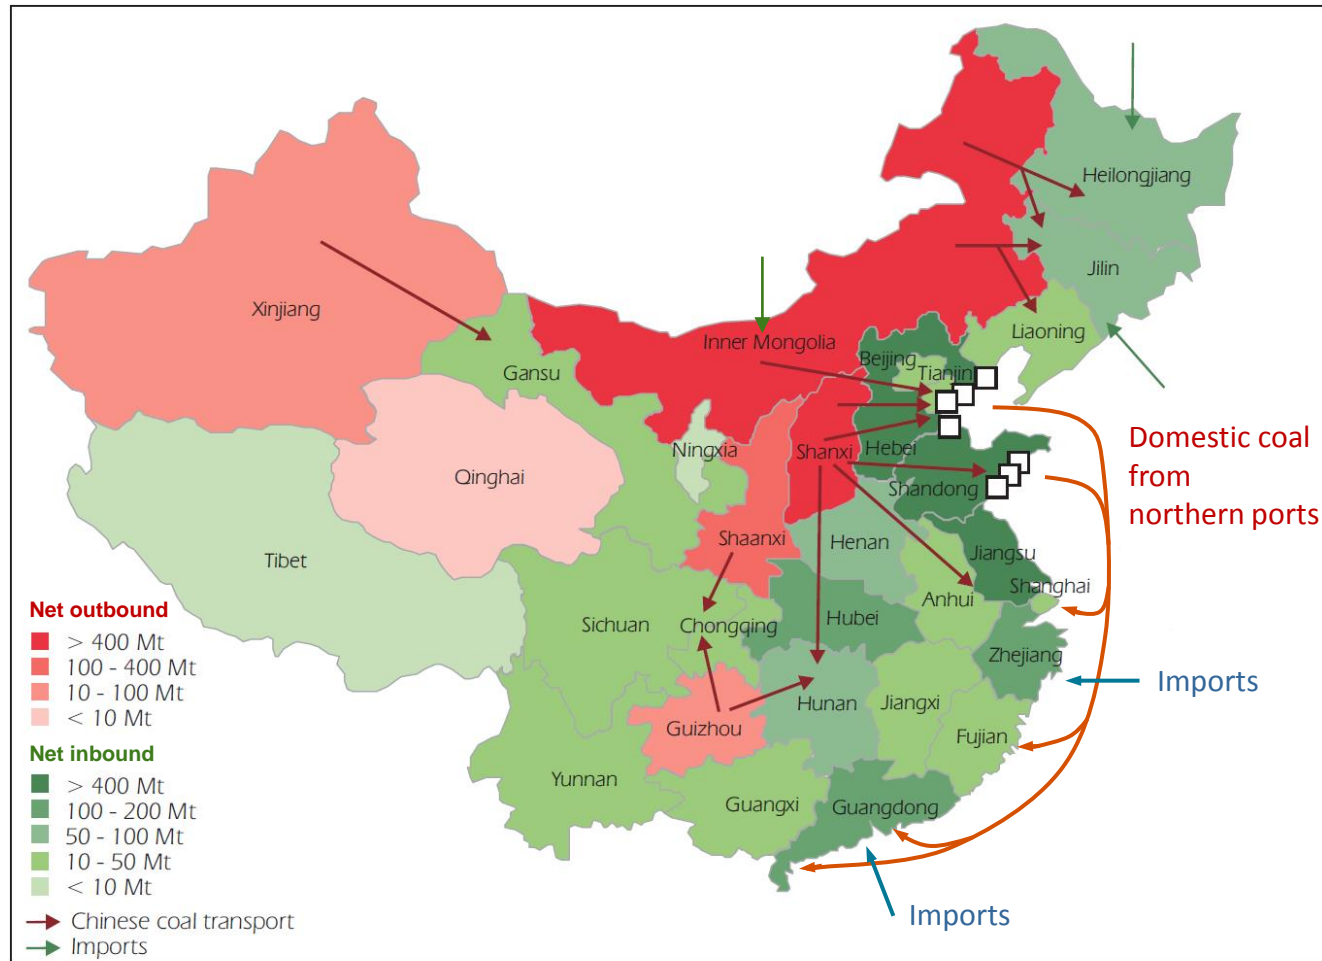 Heilongjiang
Jilin
Liaoning
Xinjiang
Gansu
Inner Mongolia
Beijing
Tianjin
Ningxia
Shanxi
Hebei
Qinghai
Shandong
Domestic coal
from
northern ports
Tibet
Shaanxi
Henan
Jiangsu
Shanghai
Anhui
Sichuan
Chongqing
Hubei
Zhejiang
Imports
Hunan
Jiangxi
Guizhou
Fujian
Yunnan
Guangxi
Guangdong
Imports
Net outbound
> 400 Mt
100 - 400 Mt
10 - 100 Mt
< 10 Mt
Net inbound
> 400 Mt
100 - 200 Mt
50 - 100 Mt
10 - 50 Mt
< 10 Mt
Chinese coal transport
Imports